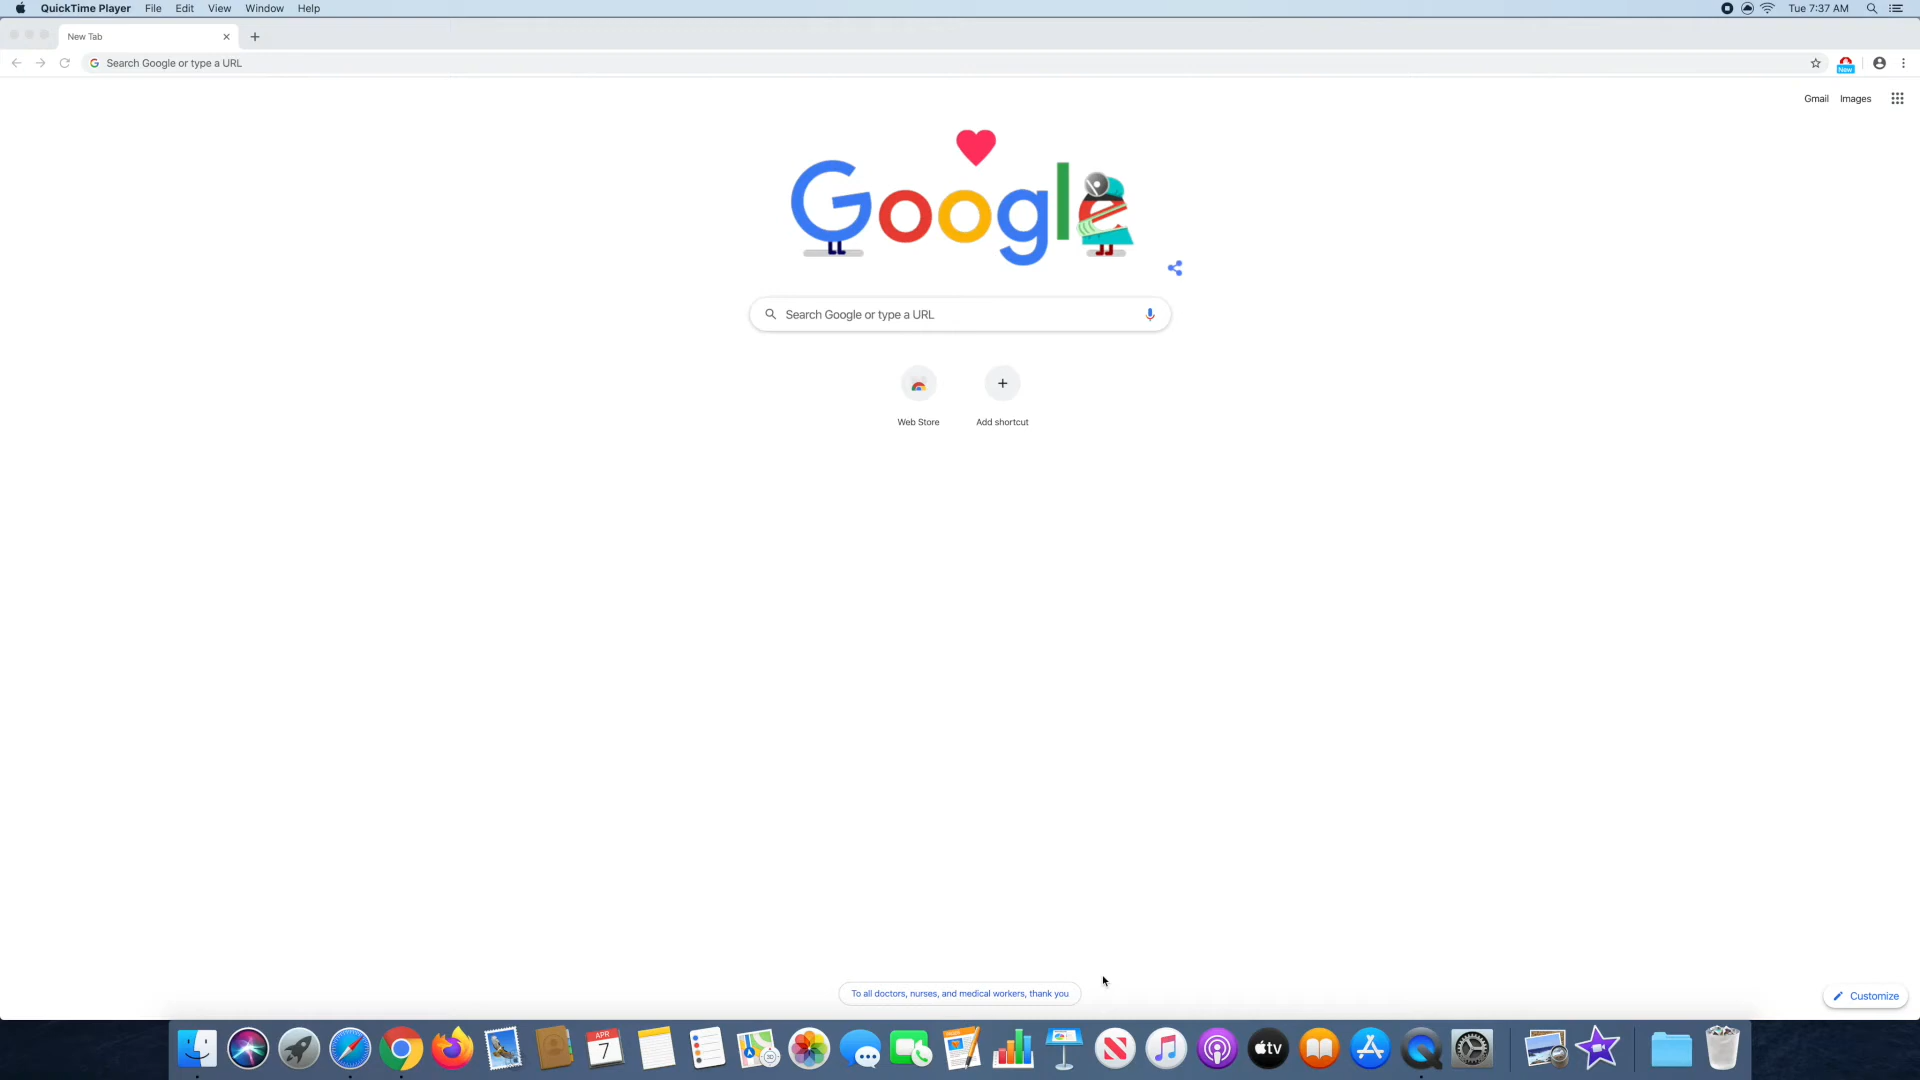 QuickTime Player File Edit View Window Help Tue 7:37 AM
New Tab
Search Google or type a URL
New
Gmail Images
Google
Search Google or type a URL
Web Store Add shortcut
To all doctors, nurses, and medical workers, thank you
Customize
APR
7
3D
tv